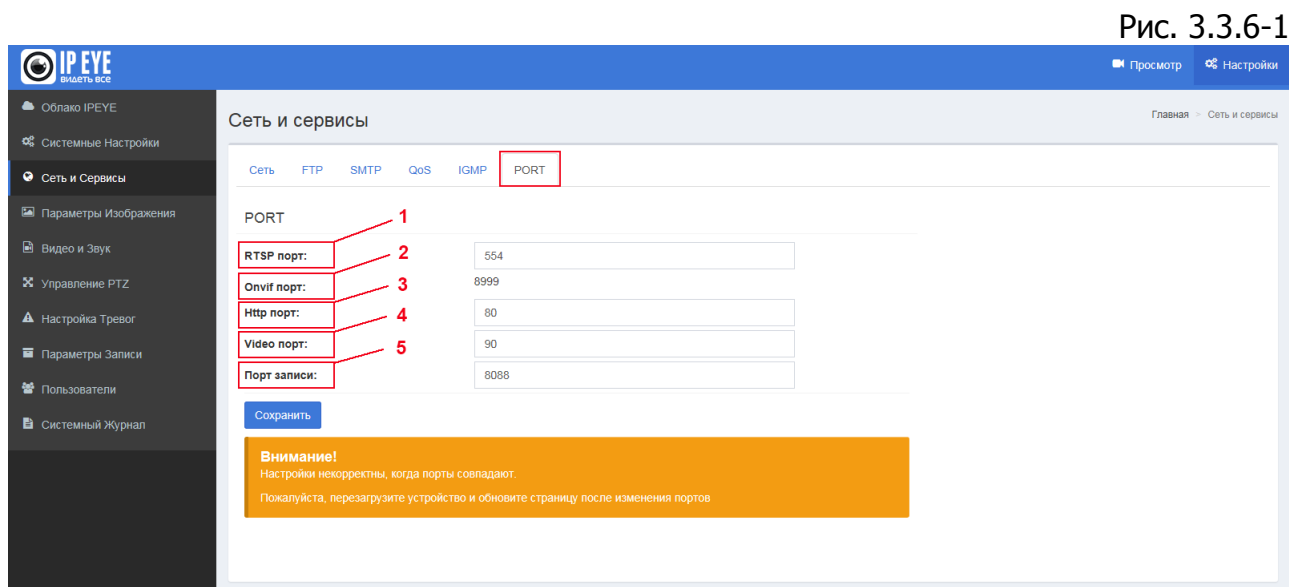 Рис. 3.3.6-1
IP EYE
видеть все
Просмотр
Настройки
Облако IPEYE
Системные Настройки
Сеть и Сервисы
Параметры Изображения
Видео и Звук
Управление PTZ
Настройка Тревог
Параметры Записи
Пользователи
Системный Журнал
Сеть и сервисы
Главная > Сеть и сервисы
Сеть FTP SMTP QoS IGMP PORT
PORT
1
RTSP порт: 554
2
Onvif порт: 8999
3
Http порт: 80
4
Video порт: 90
5
Порт записи: 8088
Сохранить
Внимание!
Настройки некорректны, когда порты совпадают.
Пожалуйста, перезагрузите устройство и обновите страницу после изменения портов